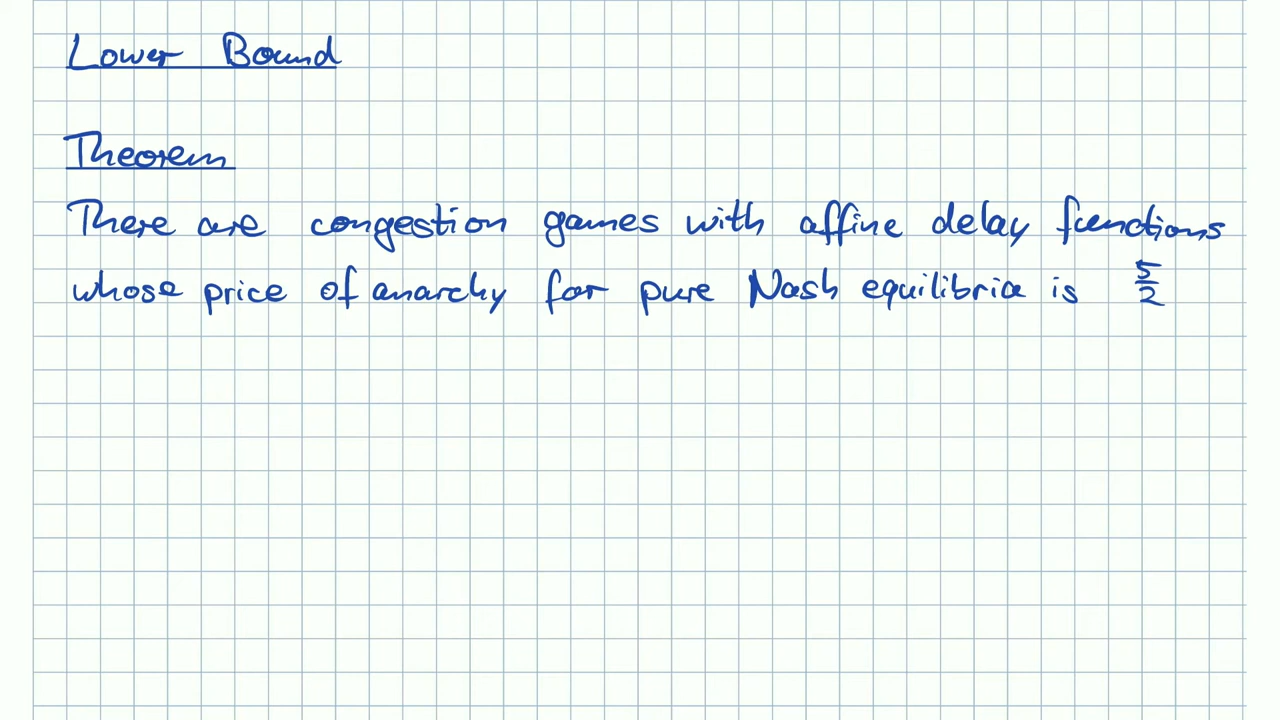 Lower Bound
Theorem
There are congestion games with affine delay functions
whose price of anarchy for pure Nash equilibria is 5/2